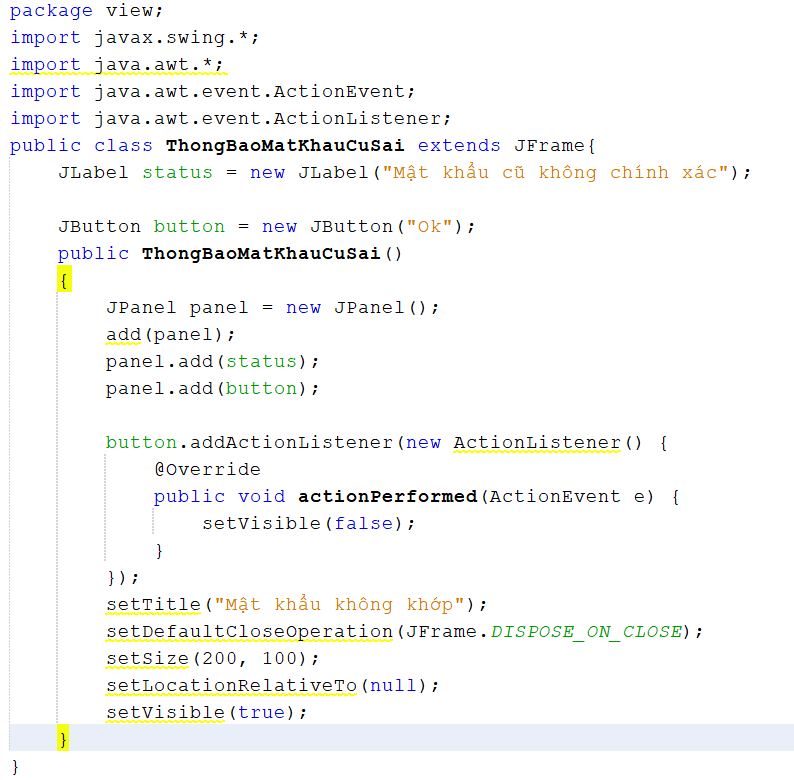 package view;
import javax.swing.*;
import java.awt.*;
import java.awt.event.ActionEvent;
import java.awt.event.ActionListener;
public class ThongBaoMatKhauCuSai extends JFrame{
    JLabel status = new JLabel("Mật khẩu cũ không chính xác");

    JButton button = new JButton("Ok");
    public ThongBaoMatKhauCuSai()
    {
        JPanel panel = new JPanel();
        add(panel);
        panel.add(status);
        panel.add(button);

        button.addActionListener(new ActionListener() {
            @Override
            public void actionPerformed(ActionEvent e) {
                setVisible(false);
            }
        });
        setTitle("Mật khẩu không khớp");
        setDefaultCloseOperation(JFrame.DISPOSE_ON_CLOSE);
        setSize(200, 100);
        setLocationRelativeTo(null);
        setVisible(true);
    }
}